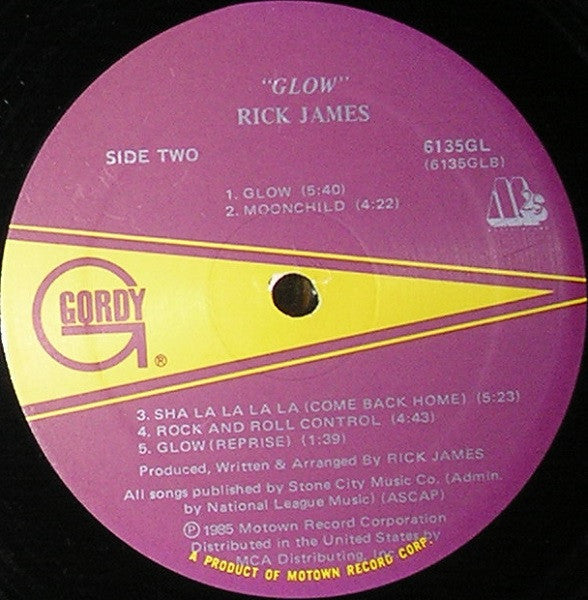 "GLOW"
RICK JAMES
SIDE TWO
6135GL
(6135GLB)
1. GLOW (5:40)
2. MOONCHILD (4:22)
GORDY
®
3. SHA LA LA LA LA (COME BACK HOME) (5:23)
4. ROCK AND ROLL CONTROL (4:43)
5. GLOW (REPRISE) (1:39)
Produced, Written & Arranged By RICK JAMES
All songs published by Stone City Music Co. (Admin.
by National League Music) (ASCAP)
℗ 1985 Motown Record Corporation
Distributed in the United States by
MCA Distributing, Inc.
A PRODUCT OF MOTOWN RECORD CORP.